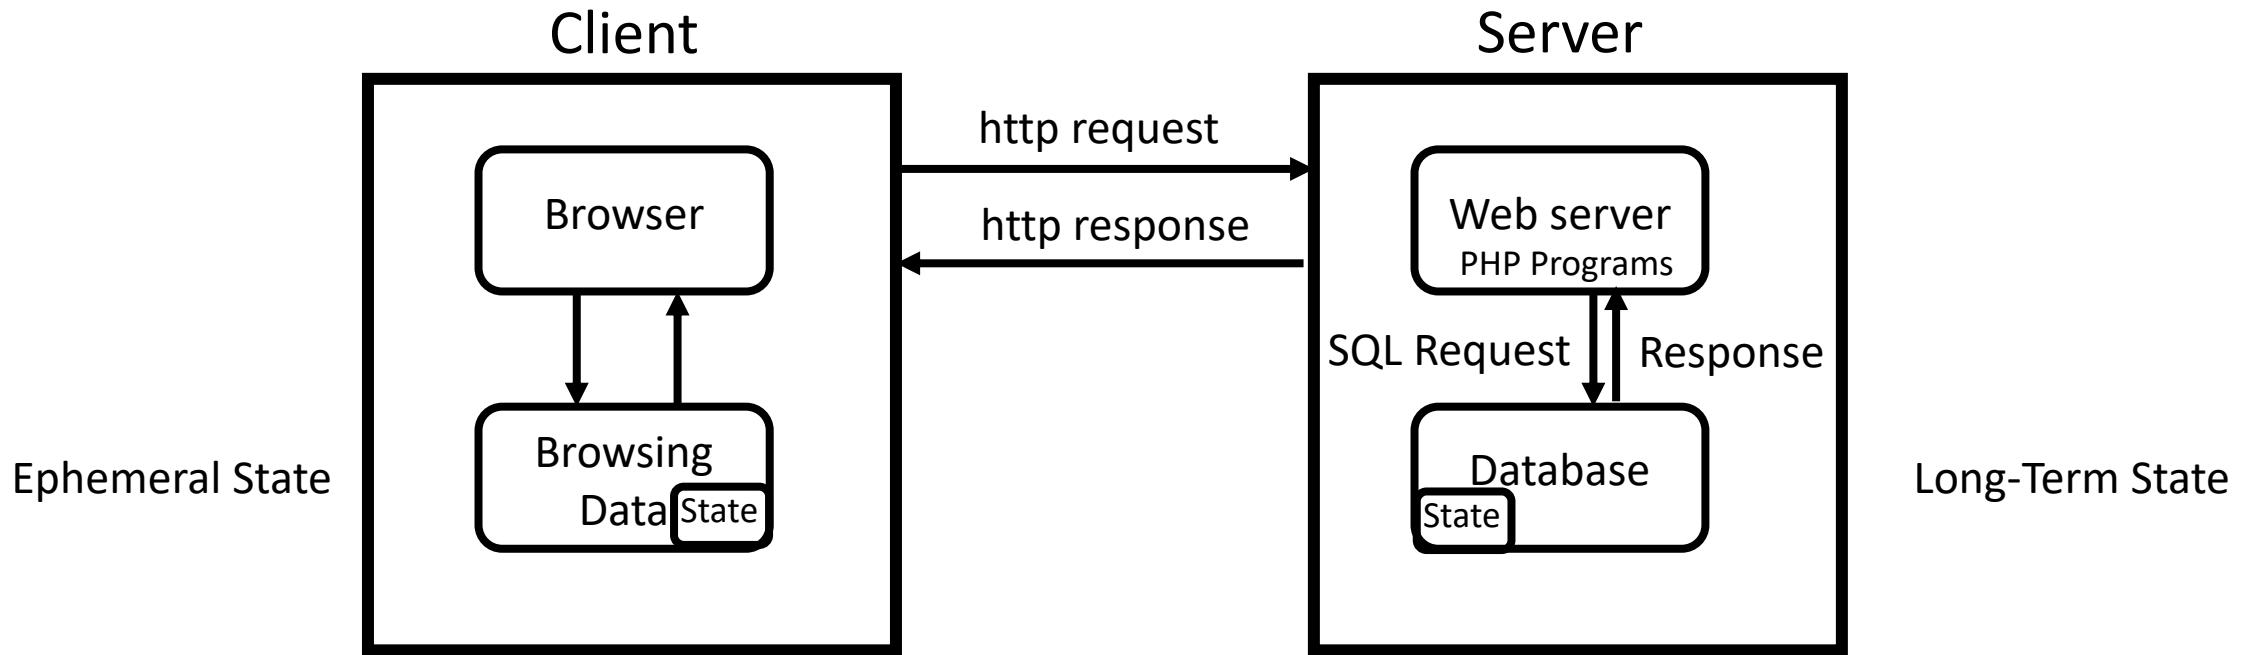 Client
Server
http request
http response
Browser
Web server
PHP Programs
SQL Request
Response
Browsing
Data
State
Database
State
Ephemeral State
Long-Term State